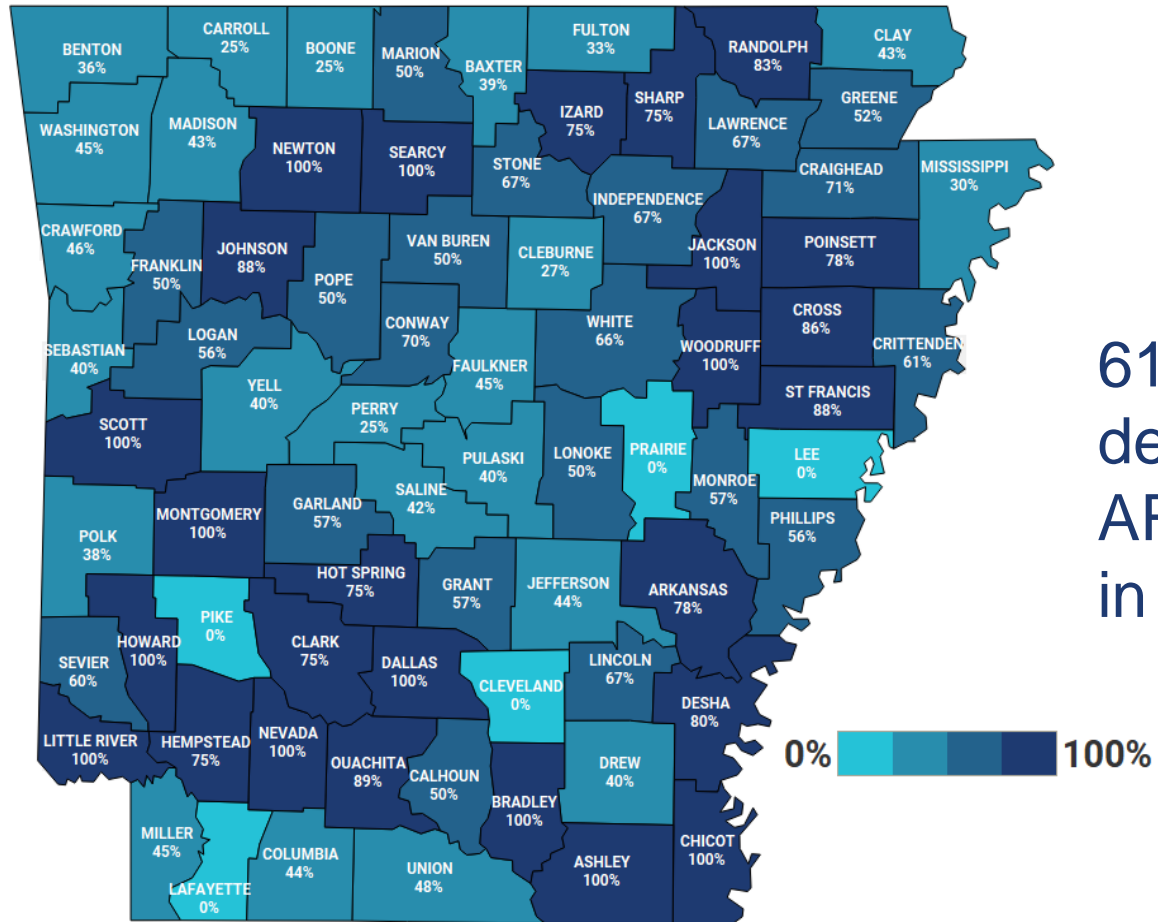 BENTON
36%
CARROLL
25%
BOONE
25%
MARION
50%
BAXTER
39%
FULTON
33%
RANDOLPH
83%
CLAY
43%
IZARD
75%
SHARP
75%
LAWRENCE
67%
GREENE
52%
WASHINGTON
45%
MADISON
43%
NEWTON
100%
SEARCY
100%
STONE
67%
INDEPENDENCE
67%
CRAIGHEAD
71%
MISSISSIPPI
30%
CRAWFORD
46%
FRANKLIN
50%
JOHNSON
88%
POPE
50%
VAN BUREN
50%
CLEBURNE
27%
JACKSON
100%
POINSETT
78%
SEBASTIAN
40%
LOGAN
56%
CONWAY
70%
WHITE
66%
WOODRUFF
100%
CROSS
86%
CRITTENDEN
61%
SCOTT
100%
YELL
40%
PERRY
25%
FAULKNER
45%
ST FRANCIS
88%
PULASKI
40%
LONOKE
50%
PRAIRIE
0%
MONROE
57%
LEE
0%
POLK
38%
MONTGOMERY
100%
GARLAND
57%
SALINE
42%
PHILLIPS
56%
HOT SPRING
75%
GRANT
57%
JEFFERSON
44%
ARKANSAS
78%
SEVIER
60%
HOWARD
100%
PIKE
0%
CLARK
75%
DALLAS
100%
CLEVELAND
0%
LINCOLN
67%
DESHA
80%
LITTLE RIVER
100%
HEMPSTEAD
75%
NEVADA
100%
OUACHITA
89%
CALHOUN
50%
BRADLEY
100%
DREW
40%
MILLER
45%
LAFAYETTE
0%
COLUMBIA
44%
UNION
48%
ASHLEY
100%
CHICOT
100%
61
de
in
0%
100%